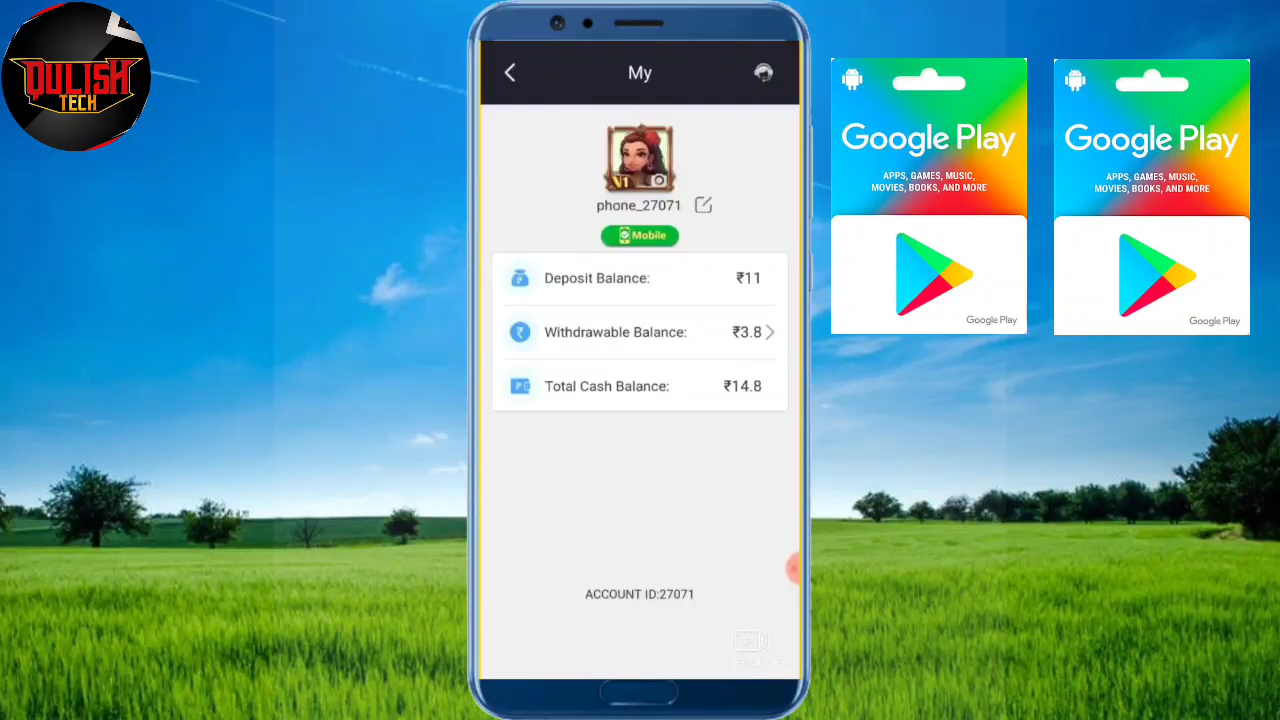 QULISH
TECH
My
V1
phone_27071
Mobile
Deposit Balance:
₹11
Withdrawable Balance:
₹3.8
Total Cash Balance:
₹14.8
ACCOUNT ID:27071
RECORDER
Google Play
APPS, GAMES, MUSIC,
MOVIES, BOOKS, AND MORE
Google Play
Google Play
APPS, GAMES, MUSIC,
MOVIES, BOOKS, AND MORE
Google Play